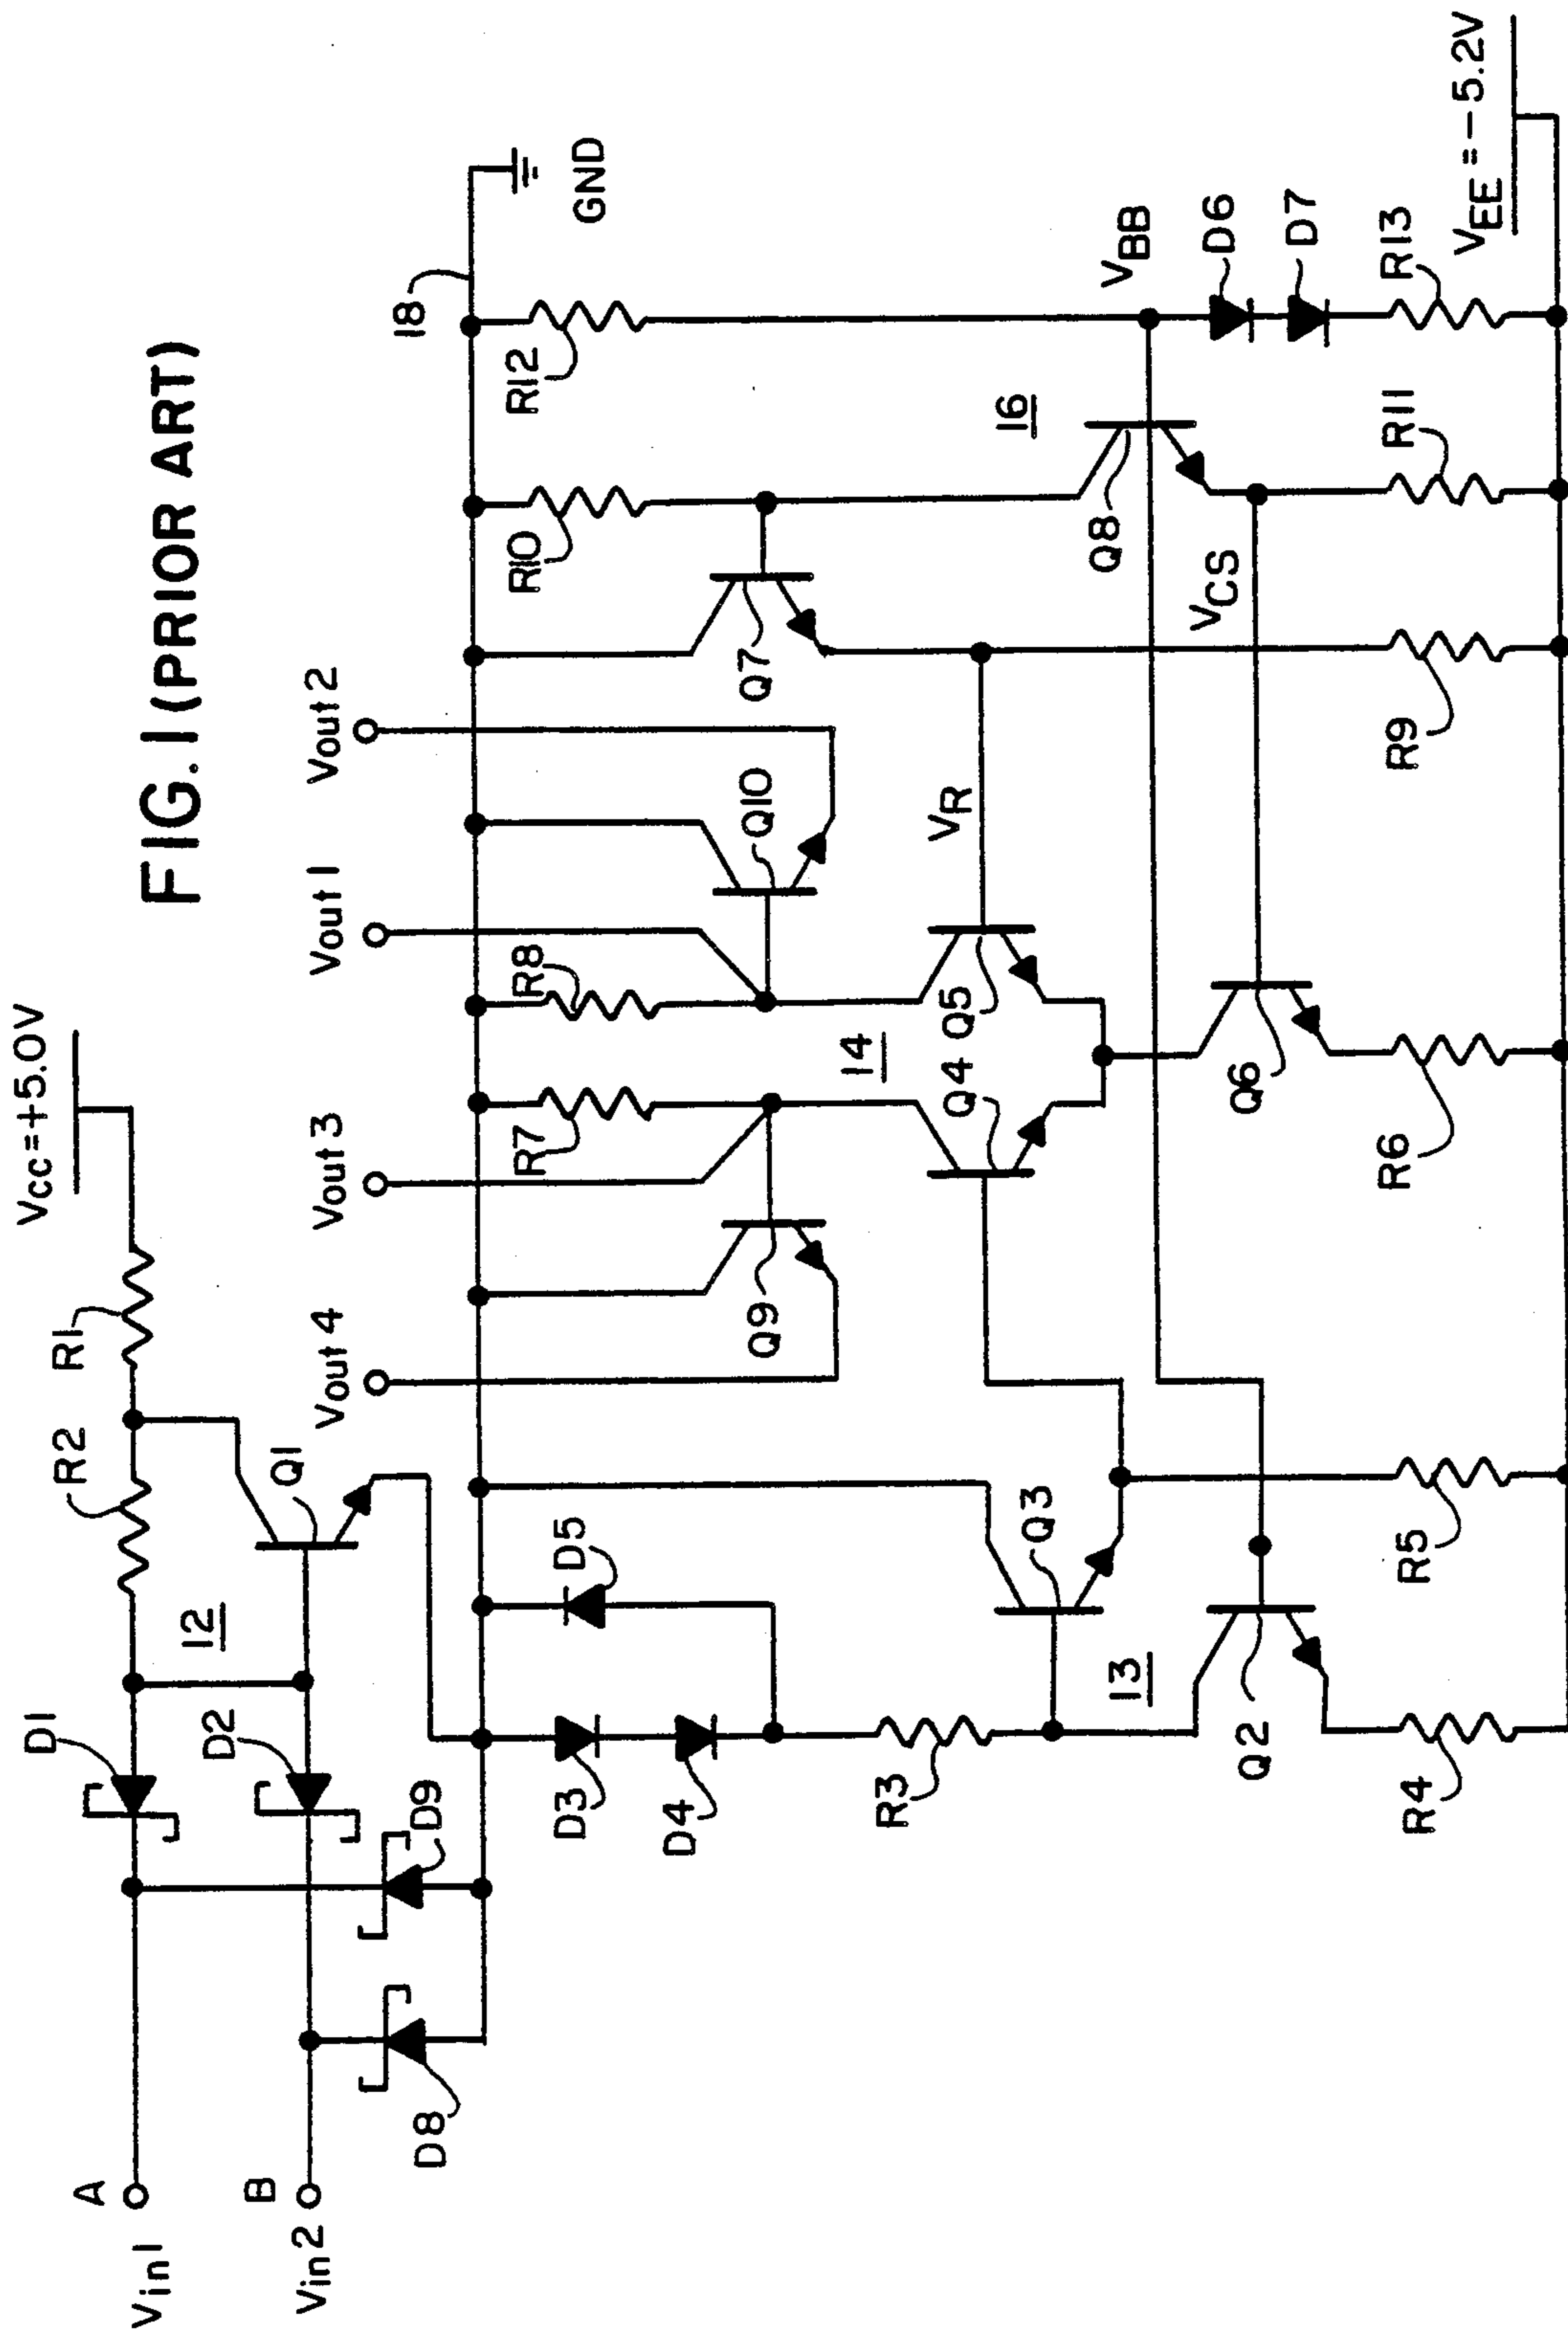 FIG. 1 (PRIOR ART)
Vcc=+5.0V
R1
R2
D1
12
Q1
D2
A
Vin1
B
Vin2
D8
D9
Vout 4
Vout 3
Vout 1
Vout 2
18
GND
D3
D5
D4
R3
Q9
R7
R8
Q10
Q7
R10
R12
14
Q4
Q5
VR
Q3
13
Q2
Q6
VCS
Q8
16
VBB
D6
D7
R4
R5
R6
R9
R11
R13
VEE=-5.2V